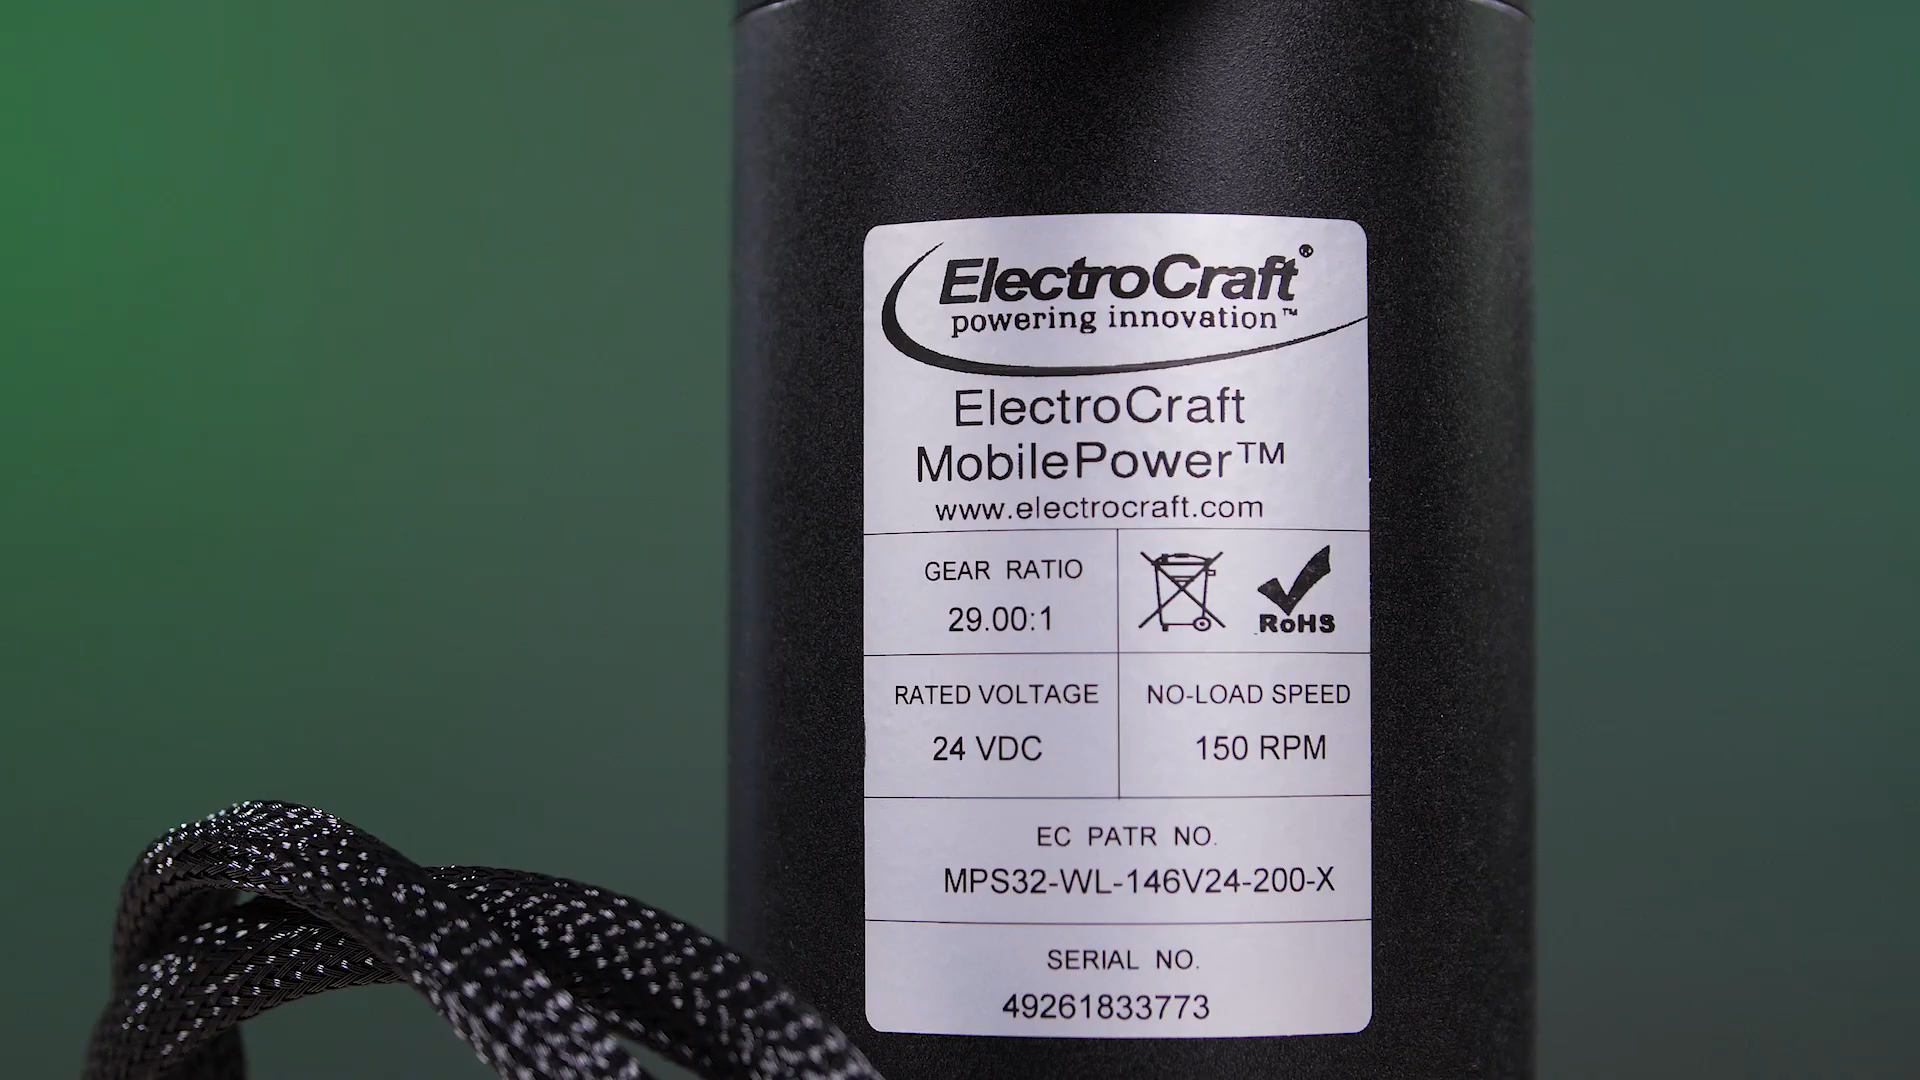 ElectroCraft®
powering innovation™
ElectroCraft
MobilePower™
www.electrocraft.com
GEAR RATIO
29.00:1
RoHS
RATED VOLTAGE
24 VDC
NO-LOAD SPEED
150 RPM
EC PATR NO.
MPS32-WL-146V24-200-X
SERIAL NO.
49261833773